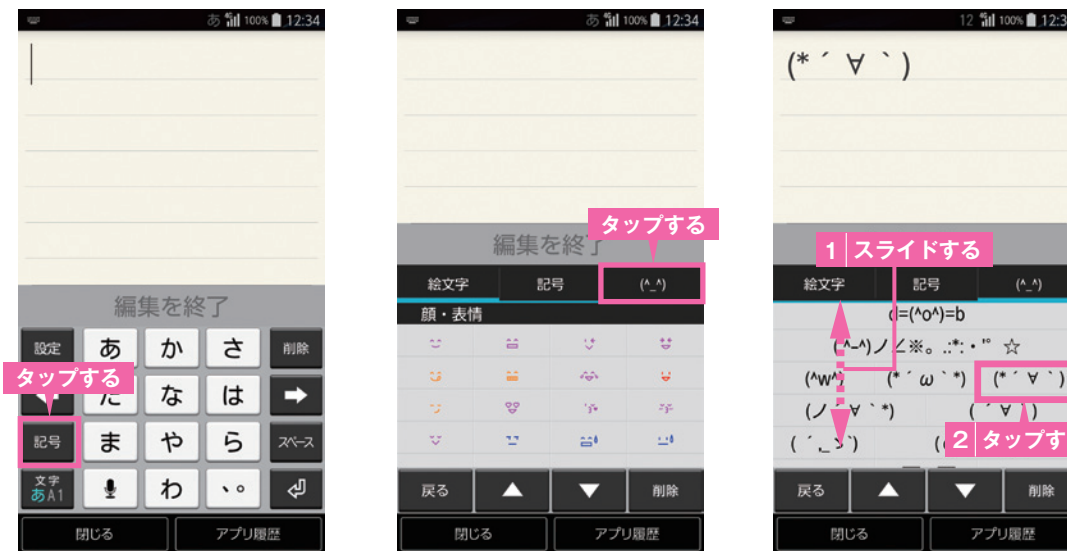 あ 4G 100% 12:34
編集を終了
設定 あ か さ 削除
タップする
た な は
記号 ま や ら スペース
文字
あA1 わ 、。
閉じる アプリ履歴
あ 4G 100% 12:34
タップする
編集を終了
絵文字 記号 (^_^)
顔・表情
戻る 削除
閉じる アプリ履歴
12 4G 100% 12:3
(*´∀`)
1 スライドする
絵文字 記号 (^_^)
d=(^o^)=b
(^-^)ノ∠※。.:*:・'°☆
(^w^) (*´ω`*) (*´∀`)
(ノ´∀`*) (´∀`)
2 タップす
戻る 削除
閉じる アプリ履歴